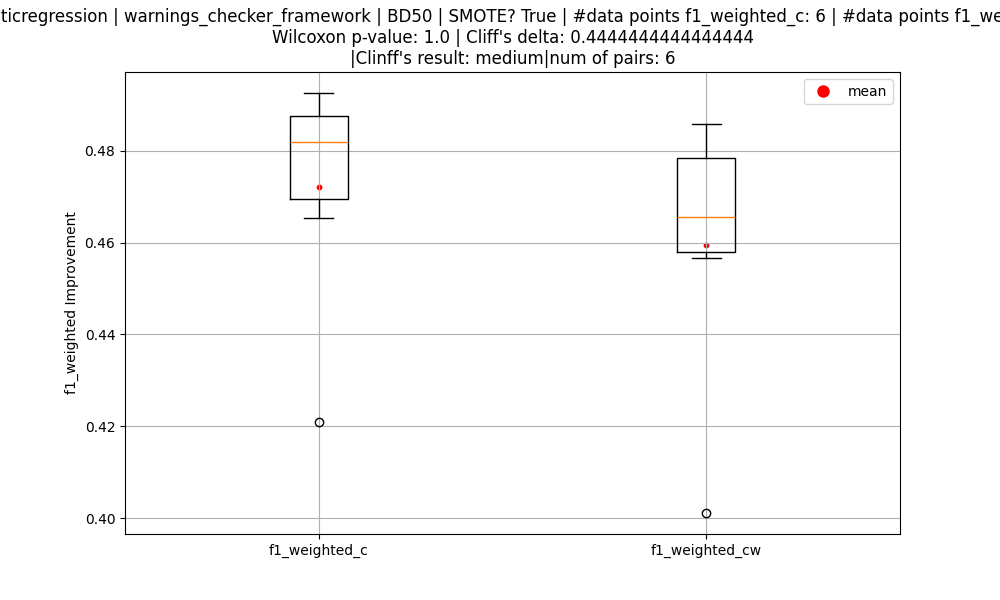 ticregression | warnings_checker_framework | BD50 | SMOTE? True | #data points f1_weighted_c: 6 | #data points f1_we
Wilcoxon p-value: 1.0 | Cliff's delta: 0.4444444444444444
|Clinff's result: medium|num of pairs: 6
mean
0.48
0.46
0.44
0.42
0.40
f1_weighted Improvement
f1_weighted_c
f1_weighted_cw